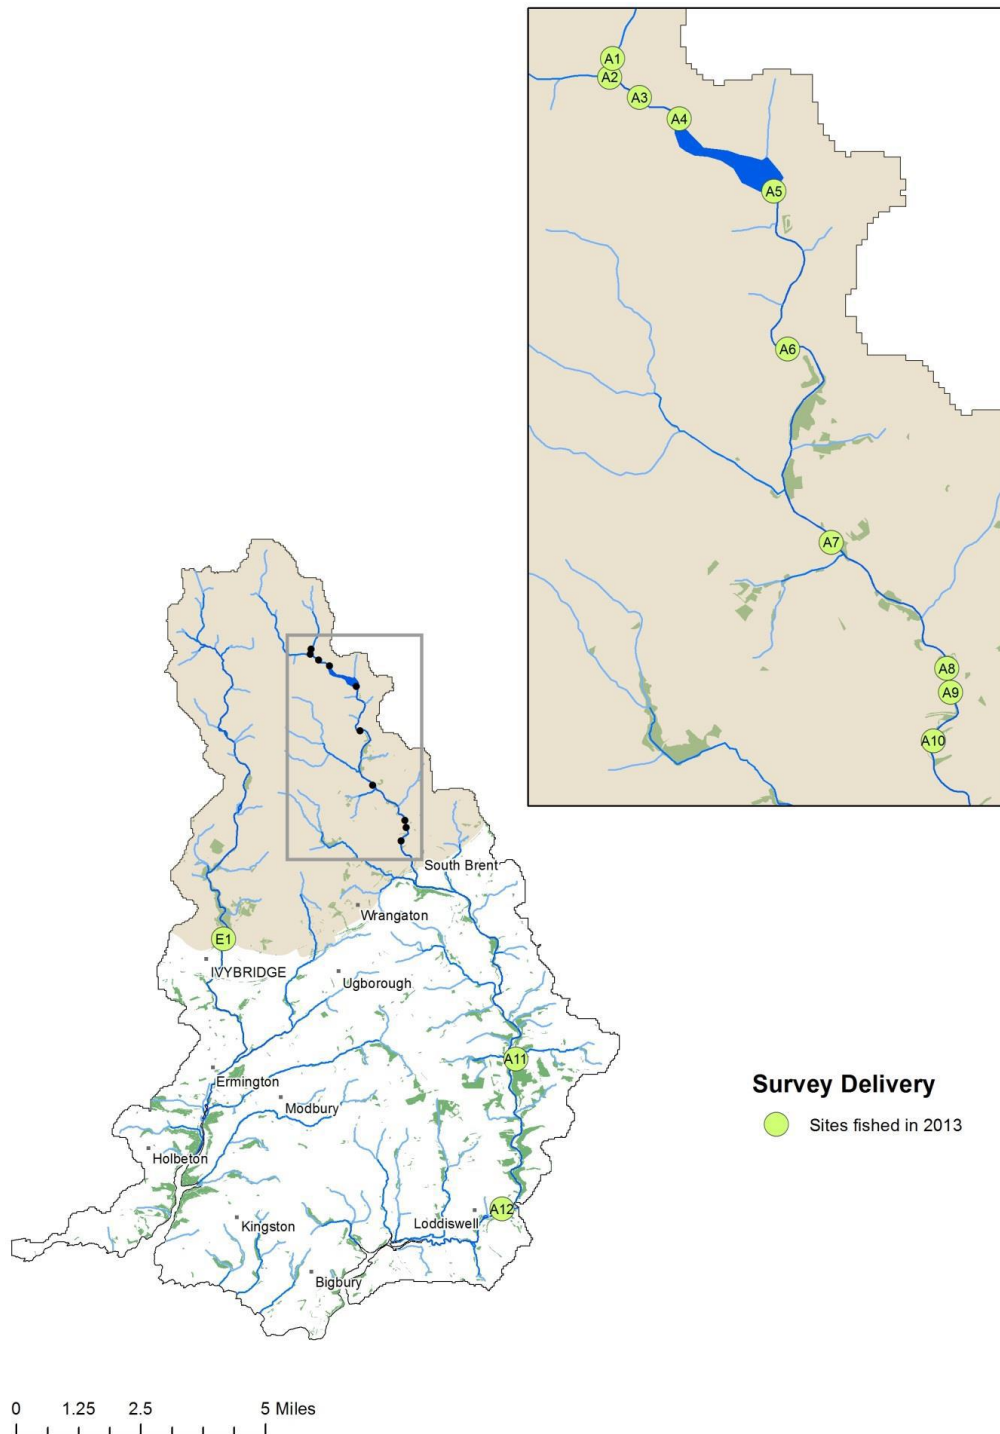 A1
A2
A3
A4
A5
A6
A7
A8
A9
A10
South Brent
Wrangaton
E1
IVYBRIDGE
Ugborough
A11
Ermington
Modbury
Survey Delivery
Sites fished in 2013
Holbeton
A12
Kingston
Loddiswell
Bigbury
0 1.25 2.5 5 Miles